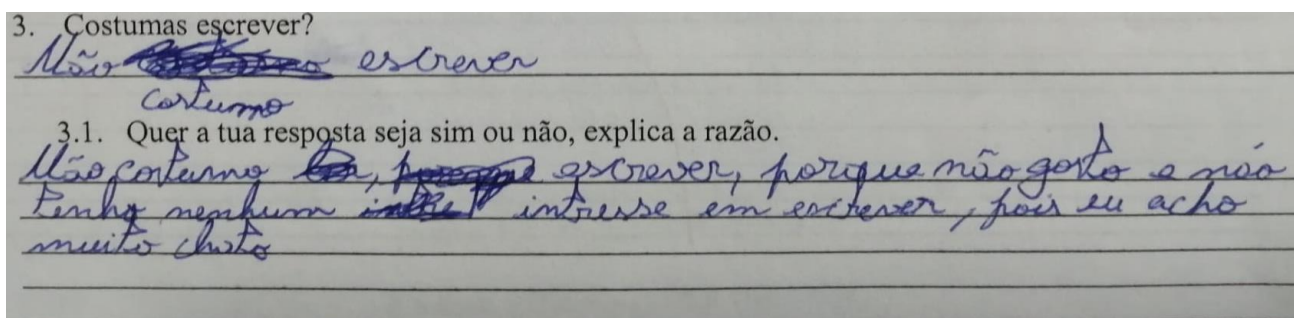 3. Costumas escrever?
Não escrever
costumo
3.1. Quer a tua resposta seja sim ou não, explica a razão.
Não costumo, escrever, porque não gosto e não
tenho nenhum intresse em escrever, pois eu acho
muito chato